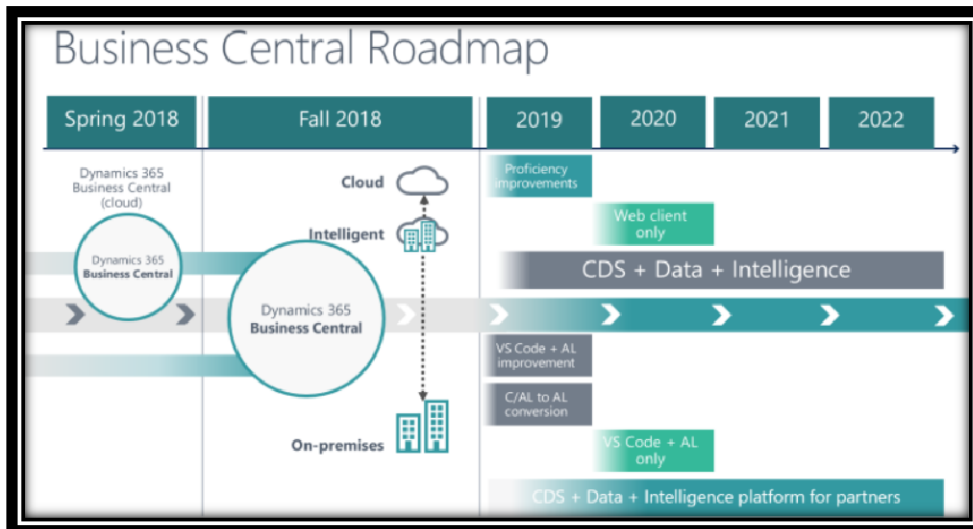 Business Central Roadmap
Spring 2018
Fall 2018
2019
2020
2021
2022
Dynamics 365
Business Central
(cloud)
Dynamics 365
Business Central
Cloud
Intelligent
Dynamics 365
Business Central
On-premises
Proficiency
improvements
Web client
only
CDS + Data + Intelligence
VS Code + AL
improvement
C/AL to AL
conversion
VS Code + AL
only
CDS + Data + Intelligence platform for partners